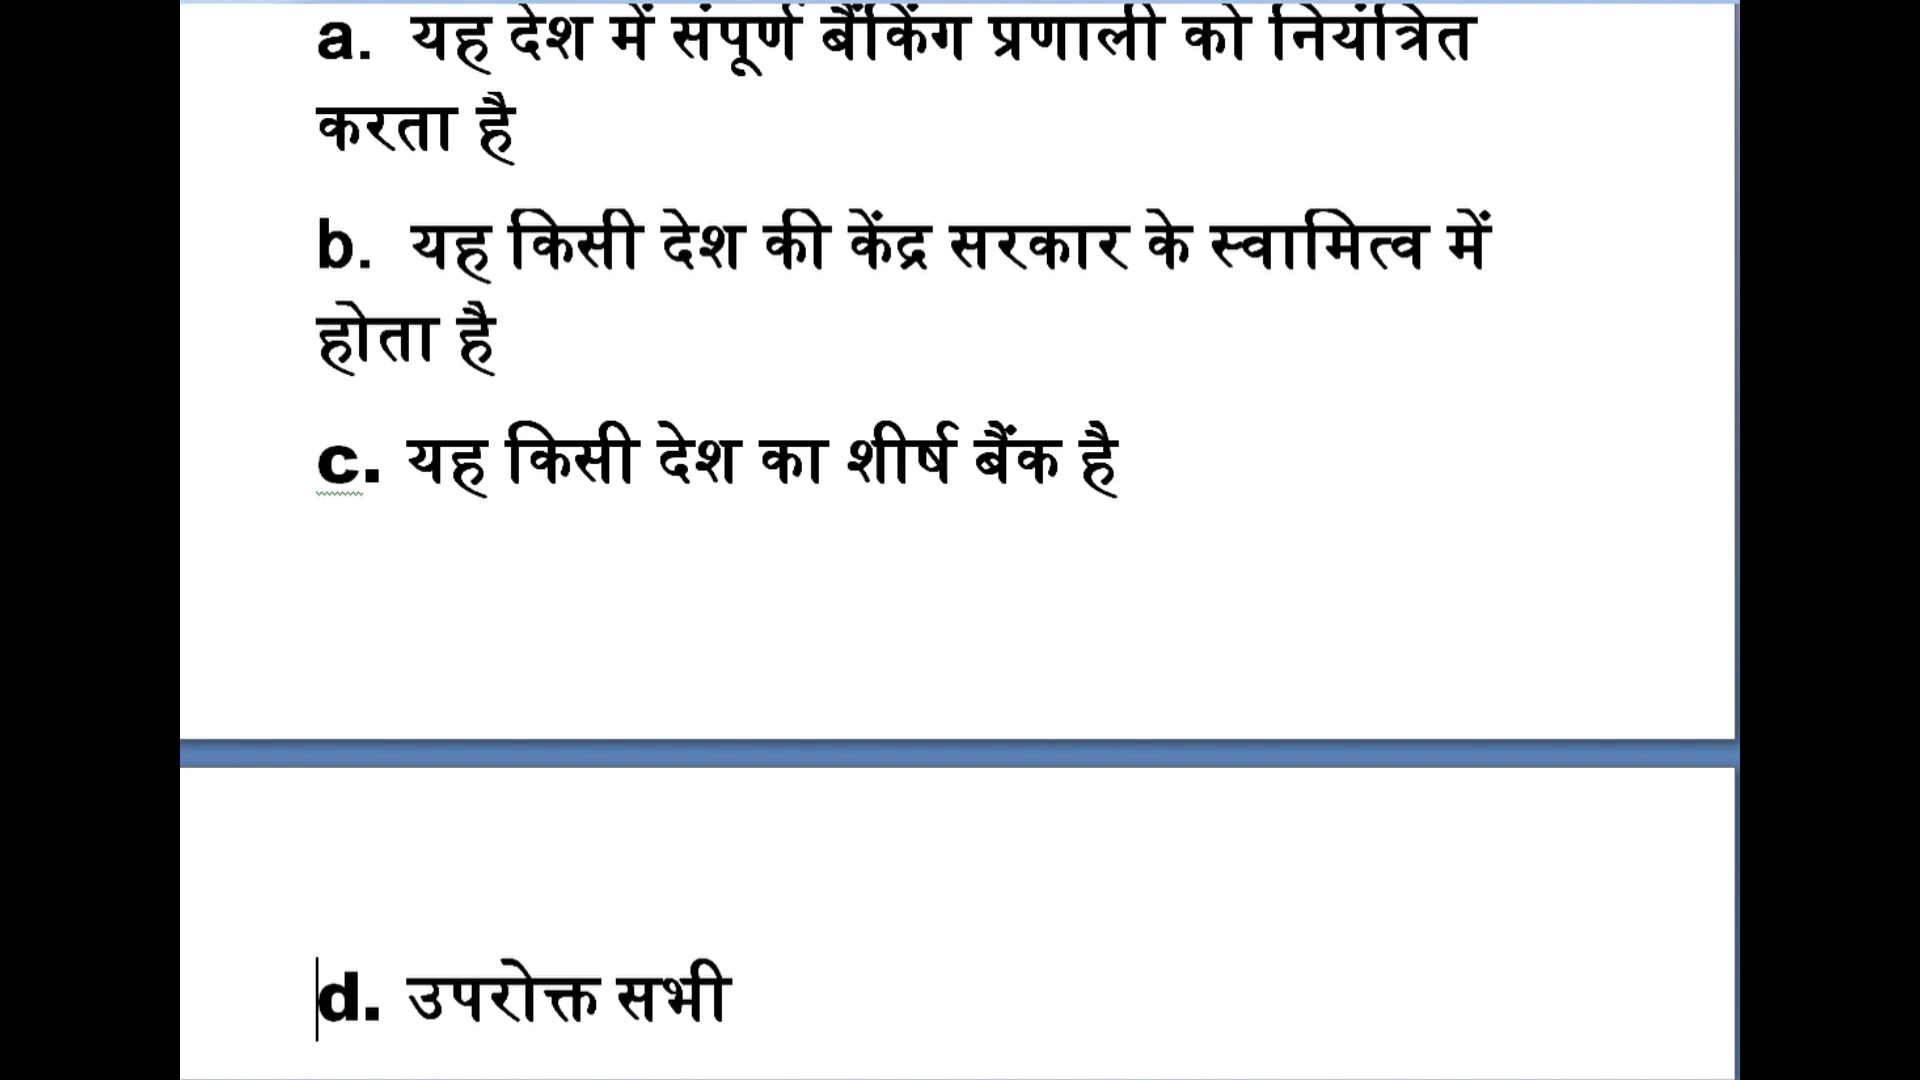 a. यह देश में संपूर्ण बैंकिंग प्रणाली को नियंत्रित
करता है
b. यह किसी देश की केंद्र सरकार के स्वामित्व में
होता है
c. यह किसी देश का शीर्ष बैंक है
d. उपरोक्त सभी